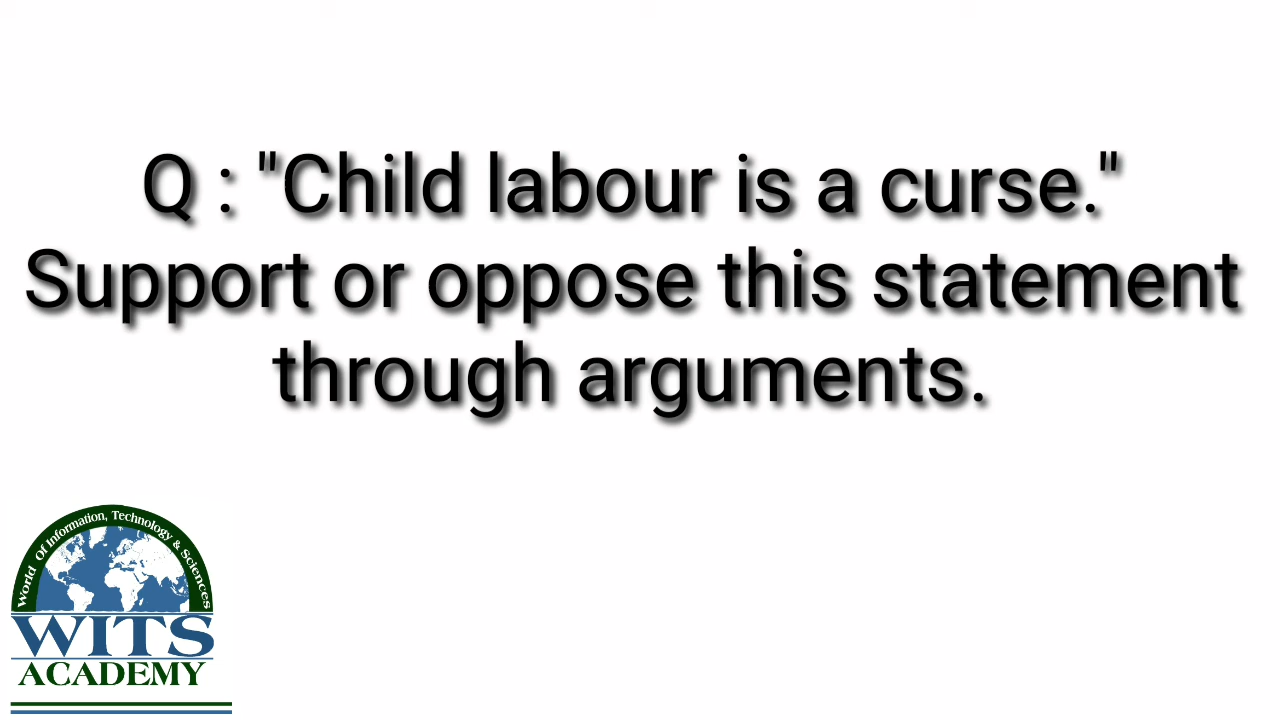 Q : "Child labour is a curse."
Support or oppose this statement
through arguments.
World Of Information, Technology & Sciences
WITS
ACADEMY